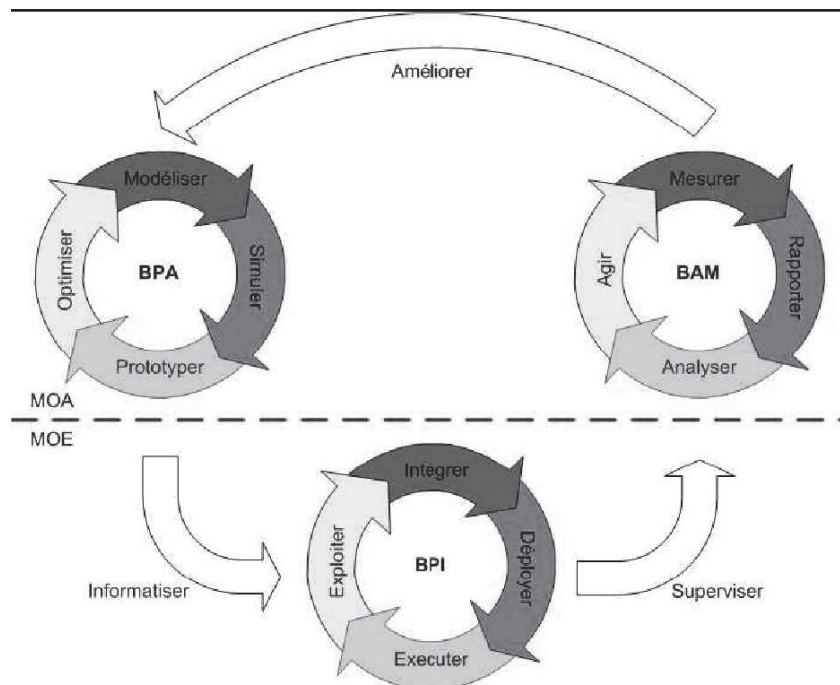 Améliorer
Modéliser
Simuler
Prototyper
Optimiser
BPA
Mesurer
Rapporter
Analyser
Agir
BAM
MOA
MOE
Informatiser
Intégrer
Déployer
Executer
Exploiter
BPI
Superviser